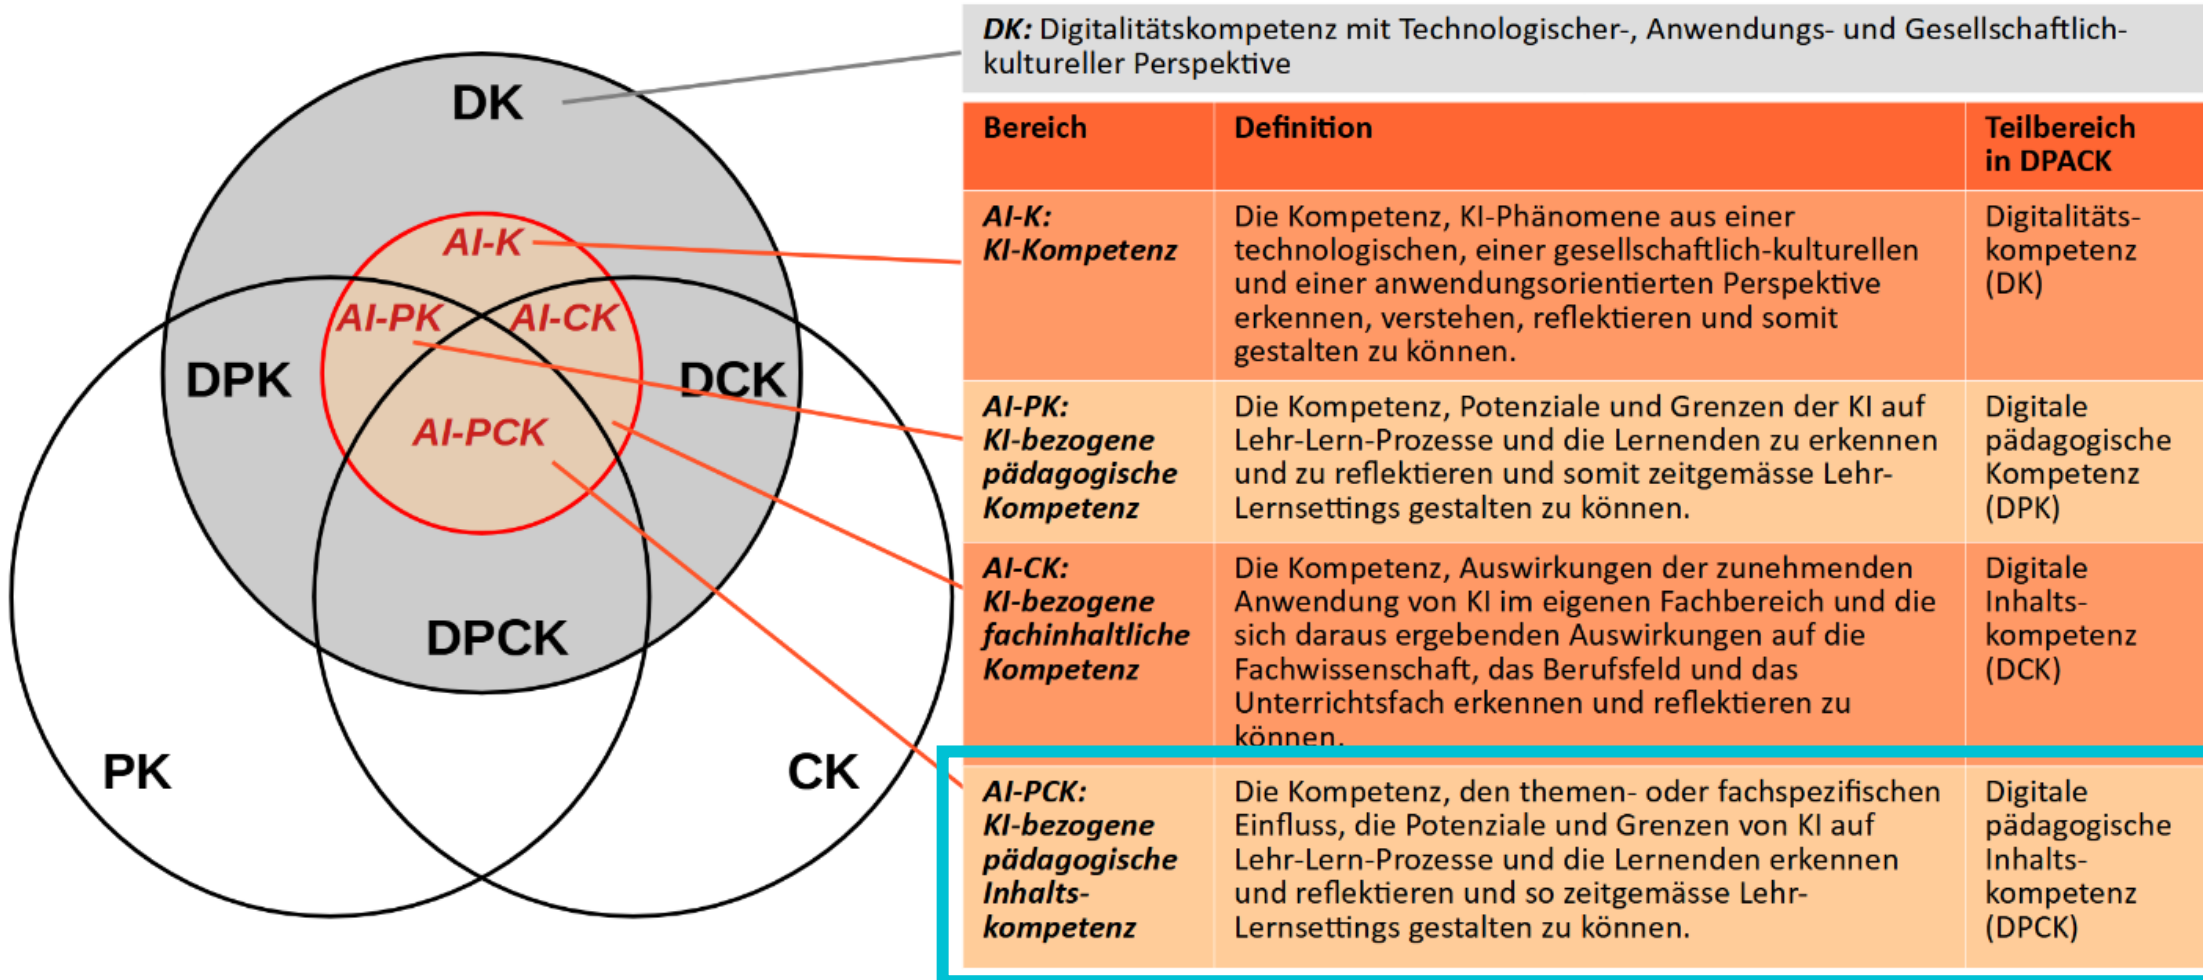 DK
AI-K
AI-PK
AI-CK
DPK
DCK
AI-PCK
DPCK
PK
CK
DK: Digitalitätskompetenz mit Technologischer-, Anwendungs- und Gesellschaftlich-
kultureller Perspektive
Bereich
Definition
Teilbereich
in DPACK
AI-K:
KI-Kompetenz
Die Kompetenz, KI-Phänomene aus einer
technologischen, einer gesellschaftlich-kulturellen
und einer anwendungsorientierten Perspektive
erkennen, verstehen, reflektieren und somit
gestalten zu können.
Digitalitäts-
kompetenz
(DK)
AI-PK:
KI-bezogene
pädagogische
Kompetenz
Die Kompetenz, Potenziale und Grenzen der KI auf
Lehr-Lern-Prozesse und die Lernenden zu erkennen
und zu reflektieren und somit zeitgemässe Lehr-
Lernsettings gestalten zu können.
Digitale
pädagogische
Kompetenz
(DPK)
AI-CK:
KI-bezogene
fachinhaltliche
Kompetenz
Die Kompetenz, Auswirkungen der zunehmenden
Anwendung von KI im eigenen Fachbereich und die
sich daraus ergebenden Auswirkungen auf die
Fachwissenschaft, das Berufsfeld und das
Unterrichtsfach erkennen und reflektieren zu
können.
Digitale
Inhalts-
kompetenz
(DCK)
AI-PCK:
KI-bezogene
pädagogische
Inhalts-
kompetenz
Die Kompetenz, den themen- oder fachspezifischen
Einfluss, die Potenziale und Grenzen von KI auf
Lehr-Lern-Prozesse und die Lernenden erkennen
und reflektieren und so zeitgemässe Lehr-
Lernsettings gestalten zu können.
Digitale
pädagogische
Inhalts-
kompetenz
(DPCK)